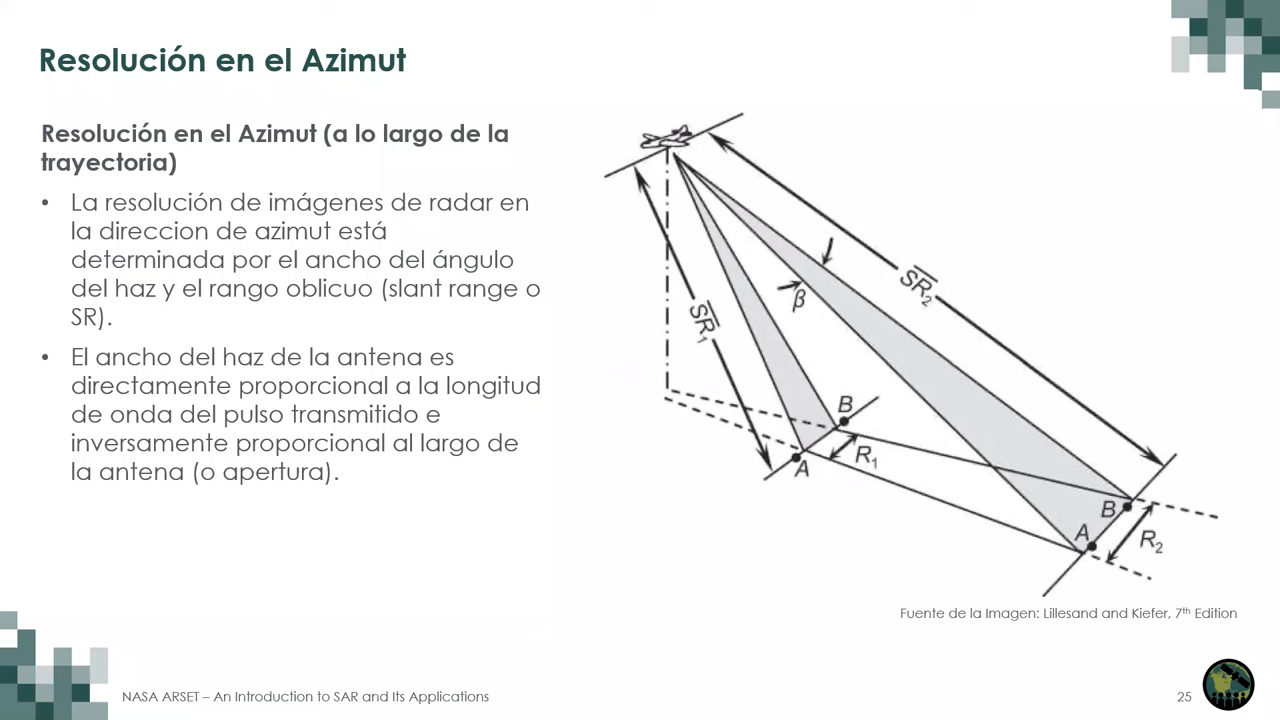 Resolución en el Azimut
Resolución en el Azimut (a lo largo de la
trayectoria)
• La resolución de imágenes de radar en
la direccion de azimut está
determinada por el ancho del ángulo
del haz y el rango oblicuo (slant range o
SR).
• El ancho del haz de la antena es
directamente proporcional a la longitud
de onda del pulso transmitido e
inversamente proporcional al largo de
la antena (o apertura).
SR2
β
SR1
B
R1
A
B
A
R2
Fuente de la Imagen: Lillesand and Kiefer, 7th Edition
NASA ARSET – An Introduction to SAR and Its Applications
25